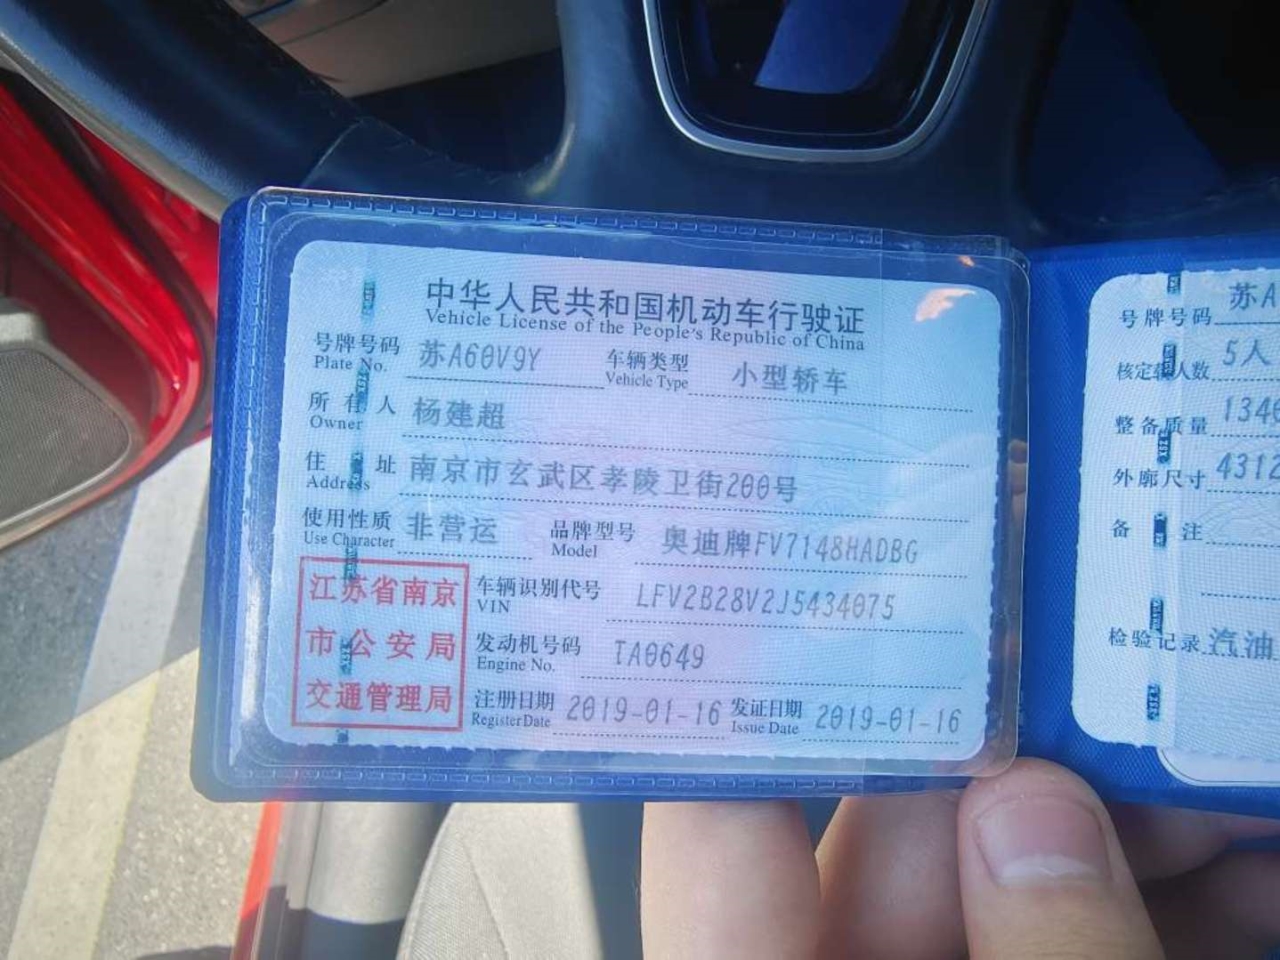 中华人民共和国机动车行驶证
Vehicle License of the People's Republic of China
号牌号码 苏A60V9Y 车辆类型 小型轿车
Plate No. Vehicle Type
所有人 杨建超
Owner
住址 南京市玄武区孝陵卫街200号
Address
使用性质 非营运 品牌型号 奥迪牌FV7148HADBG
Use Character Model
车辆识别代号 LFV2B28V2J5434075
VIN
发动机号码 TA0649
Engine No.
注册日期 2019-01-16 发证日期 2019-01-16
Register Date Issue Date
江苏省南京
市公安局
交通管理局
号牌号码 苏A
核定载人数 5人
整备质量 134
外廓尺寸 4312
备注
检验记录 汽油